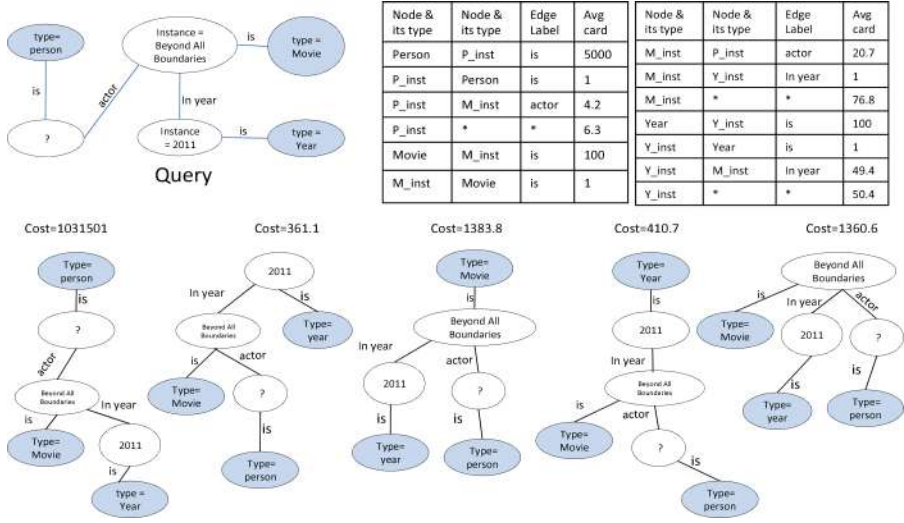 type=
person
is
?
actor
Instance =
Beyond All
Boundaries
is
type =
Movie
In year
Instance
= 2011
is
type =
Year
Query
Node & its type | Node & its type | Edge Label | Avg card
Person | P_inst | is | 5000
P_inst | Person | is | 1
P_inst | M_inst | actor | 4.2
P_inst | * | * | 6.3
Movie | M_inst | is | 100
M_inst | Movie | is | 1
Node & its type | Node & its type | Edge Label | Avg card
M_inst | P_inst | actor | 20.7
M_inst | Y_inst | In year | 1
M_inst | * | * | 76.8
Year | Y_inst | is | 100
Y_inst | Year | is | 1
Y_inst | M_inst | In year | 49.4
Y_inst | * | * | 50.4
Cost=1031501
Type=
person
is
?
actor
Beyond All
Boundaries
is
In year
Type=
Movie
2011
is
type =
Year
Cost=361.1
2011
In year
is
Beyond All
Boundaries
Type=
year
is
actor
Type=
Movie
?
is
Type=
person
Cost=1383.8
Type=
Movie
is
Beyond All
Boundaries
In year
actor
2011
?
is
is
Type=
year
Type=
person
Cost=410.7
Type=
Year
is
2011
In year
Beyond All
Boundaries
is
actor
Type=
Movie
?
is
Type=
person
Cost=1360.6
Beyond All
Boundaries
is
In year
actor
Type=
Movie
2011
?
is
is
Type=
year
Type=
person